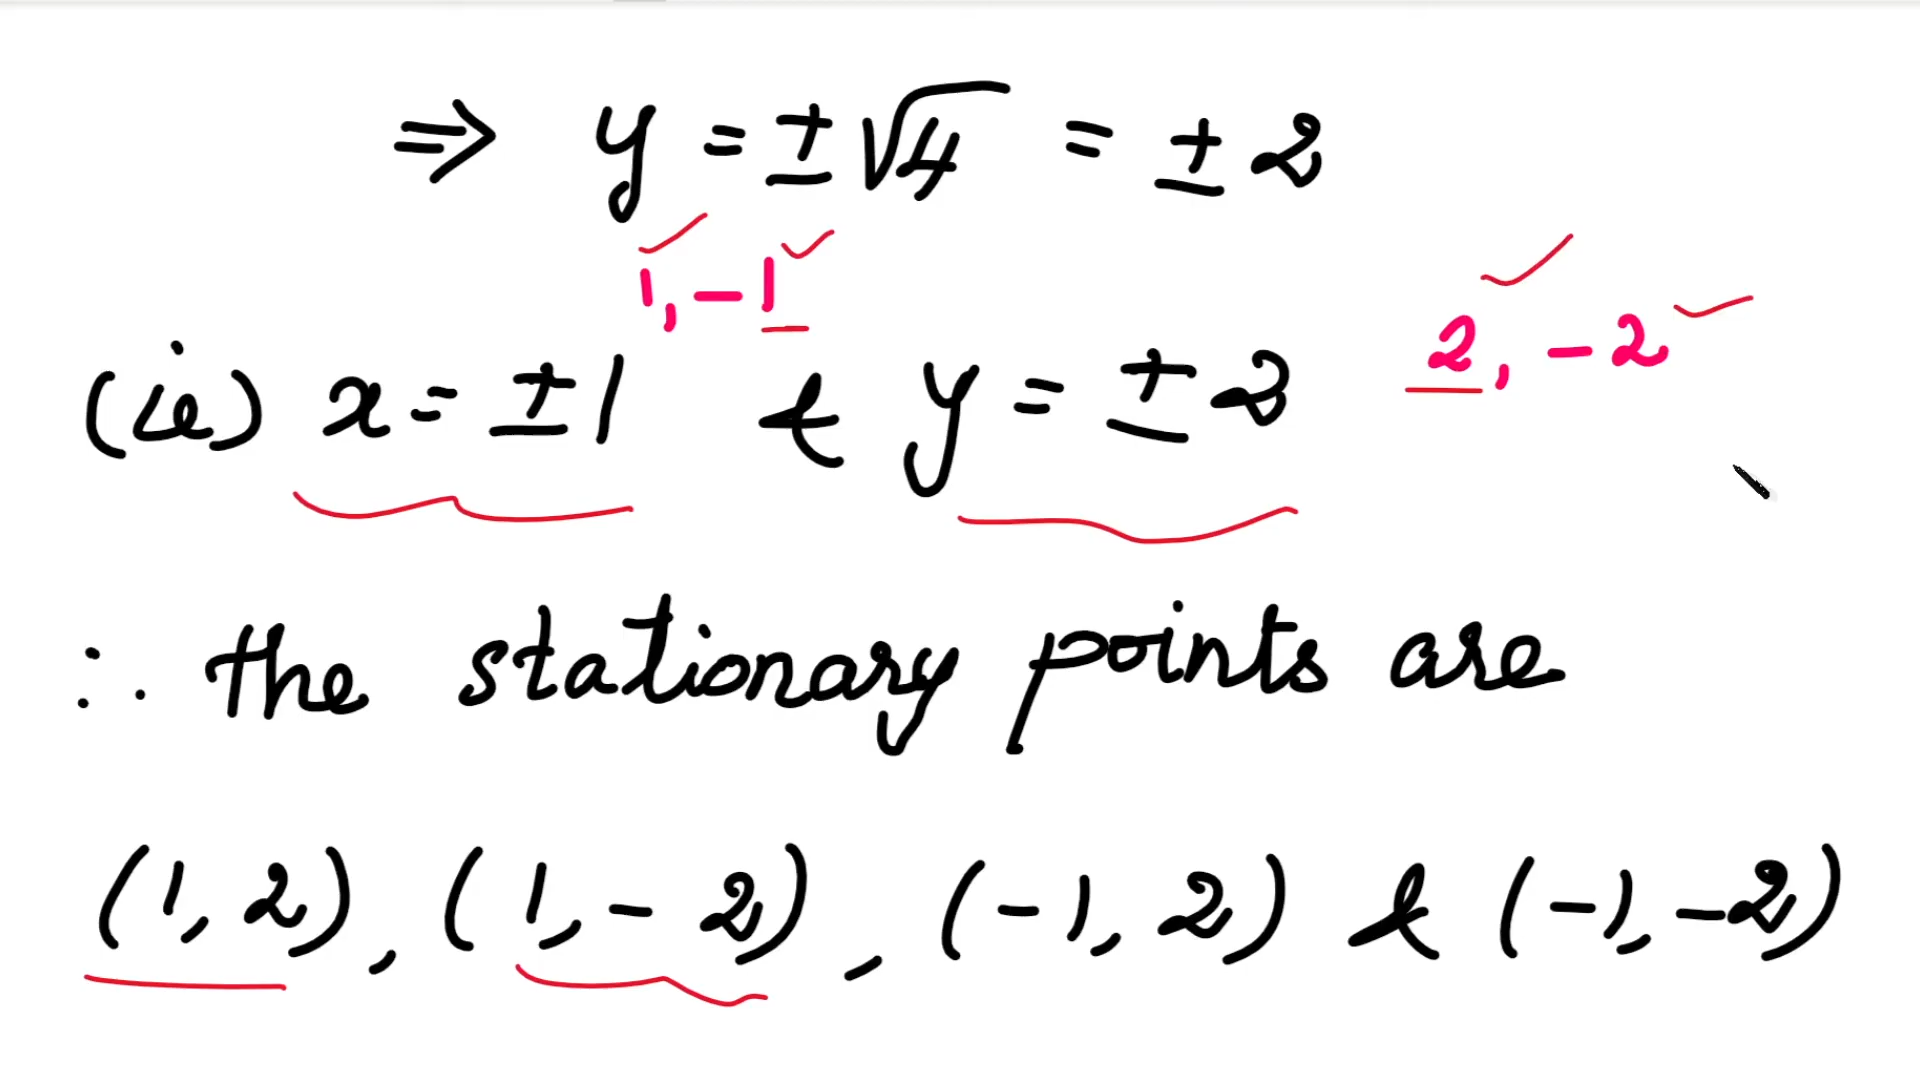 ⇒ y = ±√4 = ±2
1, -1
2, -2
(ie) x = ±1 & y = ±2
∴ the stationary points are
(1, 2), (1, -2), (-1, 2) & (-1, -2)